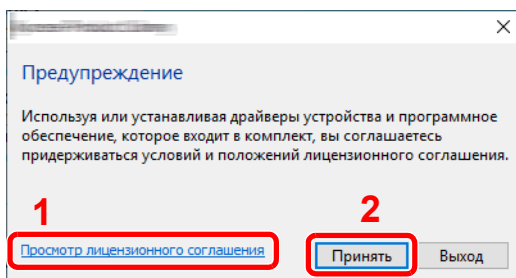 Предупреждение
Используя или устанавливая драйверы устройства и программное
обеспечение, которое входит в комплект, вы соглашаетесь
придерживаться условий и положений лицензионного соглашения.
1
2
Просмотр лицензионного соглашения
Принять
Выход